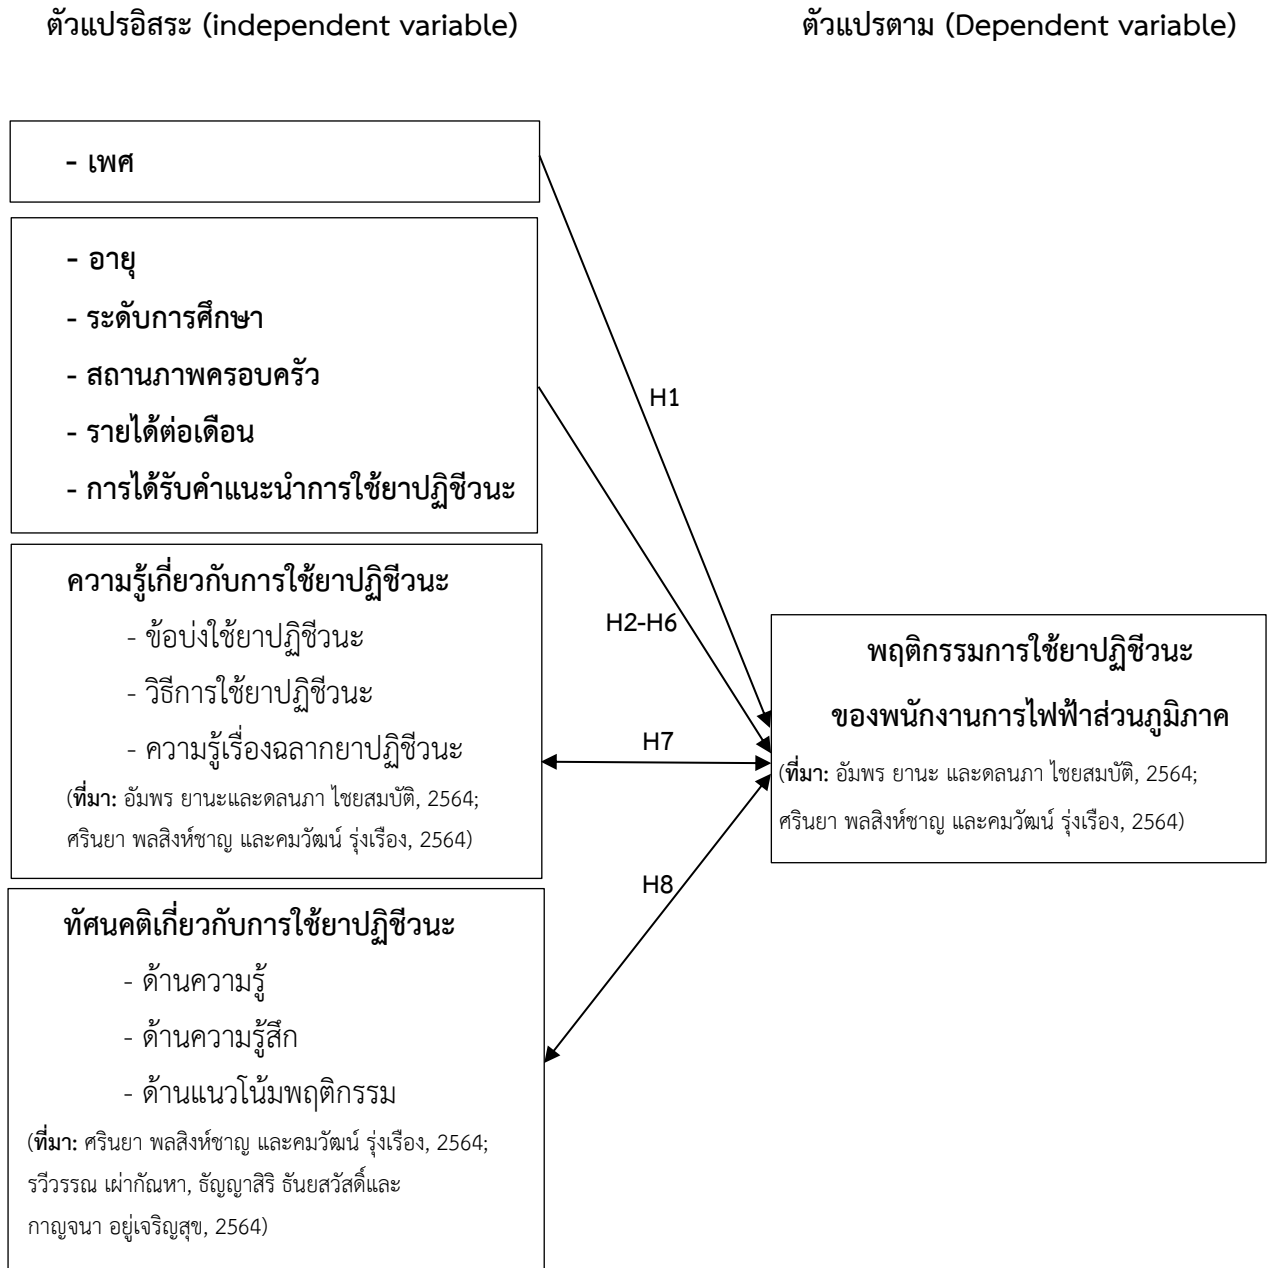 ตัวแปรอิสระ (independent variable)
ตัวแปรตาม (Dependent variable)
- เพศ
- อายุ
- ระดับการศึกษา
- สถานภาพครอบครัว
- รายได้ต่อเดือน
- การได้รับคำแนะนำการใช้ยาปฏิชีวนะ
H1
H2-H6
ความรู้เกี่ยวกับการใช้ยาปฏิชีวนะ
- ข้อบ่งใช้ยาปฏิชีวนะ
- วิธีการใช้ยาปฏิชีวนะ
- ความรู้เรื่องฉลากยาปฏิชีวนะ
(ที่มา: อัมพร ยานะและดลนภา ไชยสมบัติ, 2564;
ศรินยา พลสิงห์ชาญ และคมวัฒน์ รุ่งเรือง, 2564)
H7
พฤติกรรมการใช้ยาปฏิชีวนะ
ของพนักงานการไฟฟ้าส่วนภูมิภาค
(ที่มา: อัมพร ยานะ และดลนภา ไชยสมบัติ, 2564;
ศรินยา พลสิงห์ชาญ และคมวัฒน์ รุ่งเรือง, 2564)
H8
ทัศนคติเกี่ยวกับการใช้ยาปฏิชีวนะ
- ด้านความรู้
- ด้านความรู้สึก
- ด้านแนวโน้มพฤติกรรม
(ที่มา: ศรินยา พลสิงห์ชาญ และคมวัฒน์ รุ่งเรือง, 2564;
รวีวรรณ เผ่ากัณหา, ธัญญาสิริ ธันยสวัสดิ์และ
กาญจนา อยู่เจริญสุข, 2564)